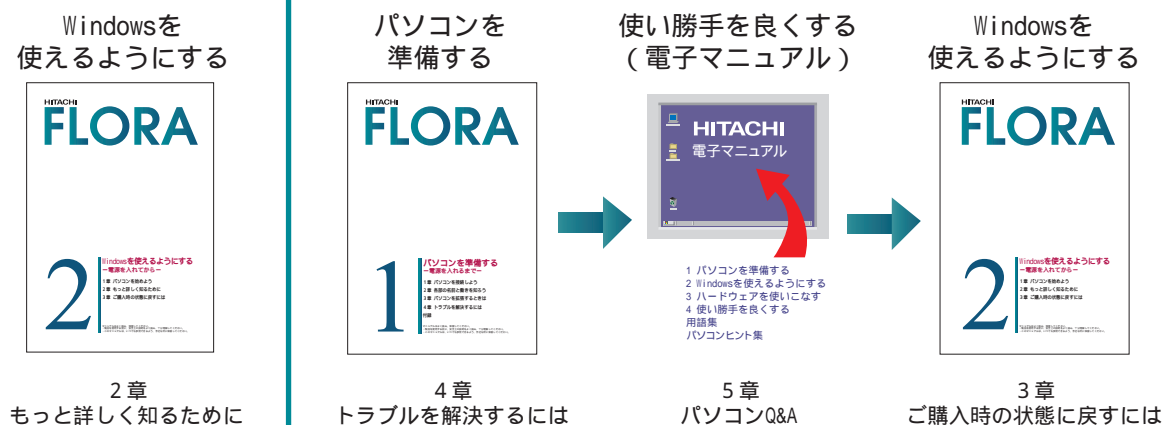 Windowsを
使えるようにする
HITACHI
FLORA
2
Windowsを使えるようにする
−電源を入れてから−
1章 パソコンを始めよう
2章 もっと詳しく知るために
3章 ご購入時の状態に戻すには
2章
もっと詳しく知るために
パソコンを
準備する
HITACHI
FLORA
1
パソコンを準備する
−電源を入れるまで−
1章 パソコンを接続しよう
2章 各部の名前と働きを知ろう
3章 パソコンを拡張するときは
4章 トラブルを解決するには
付録
4章
トラブルを解決するには
使い勝手を良くする
(電子マニュアル)
HITACHI
電子マニュアル
1 パソコンを準備する
2 Windowsを使えるようにする
3 ハードウェアを使いこなす
4 使い勝手を良くする
用語集
パソコンヒント集
5章
パソコンQ&A
Windowsを
使えるようにする
HITACHI
FLORA
2
Windowsを使えるようにする
−電源を入れてから−
1章 パソコンを始めよう
2章 もっと詳しく知るために
3章 ご購入時の状態に戻すには
3章
ご購入時の状態に戻すには